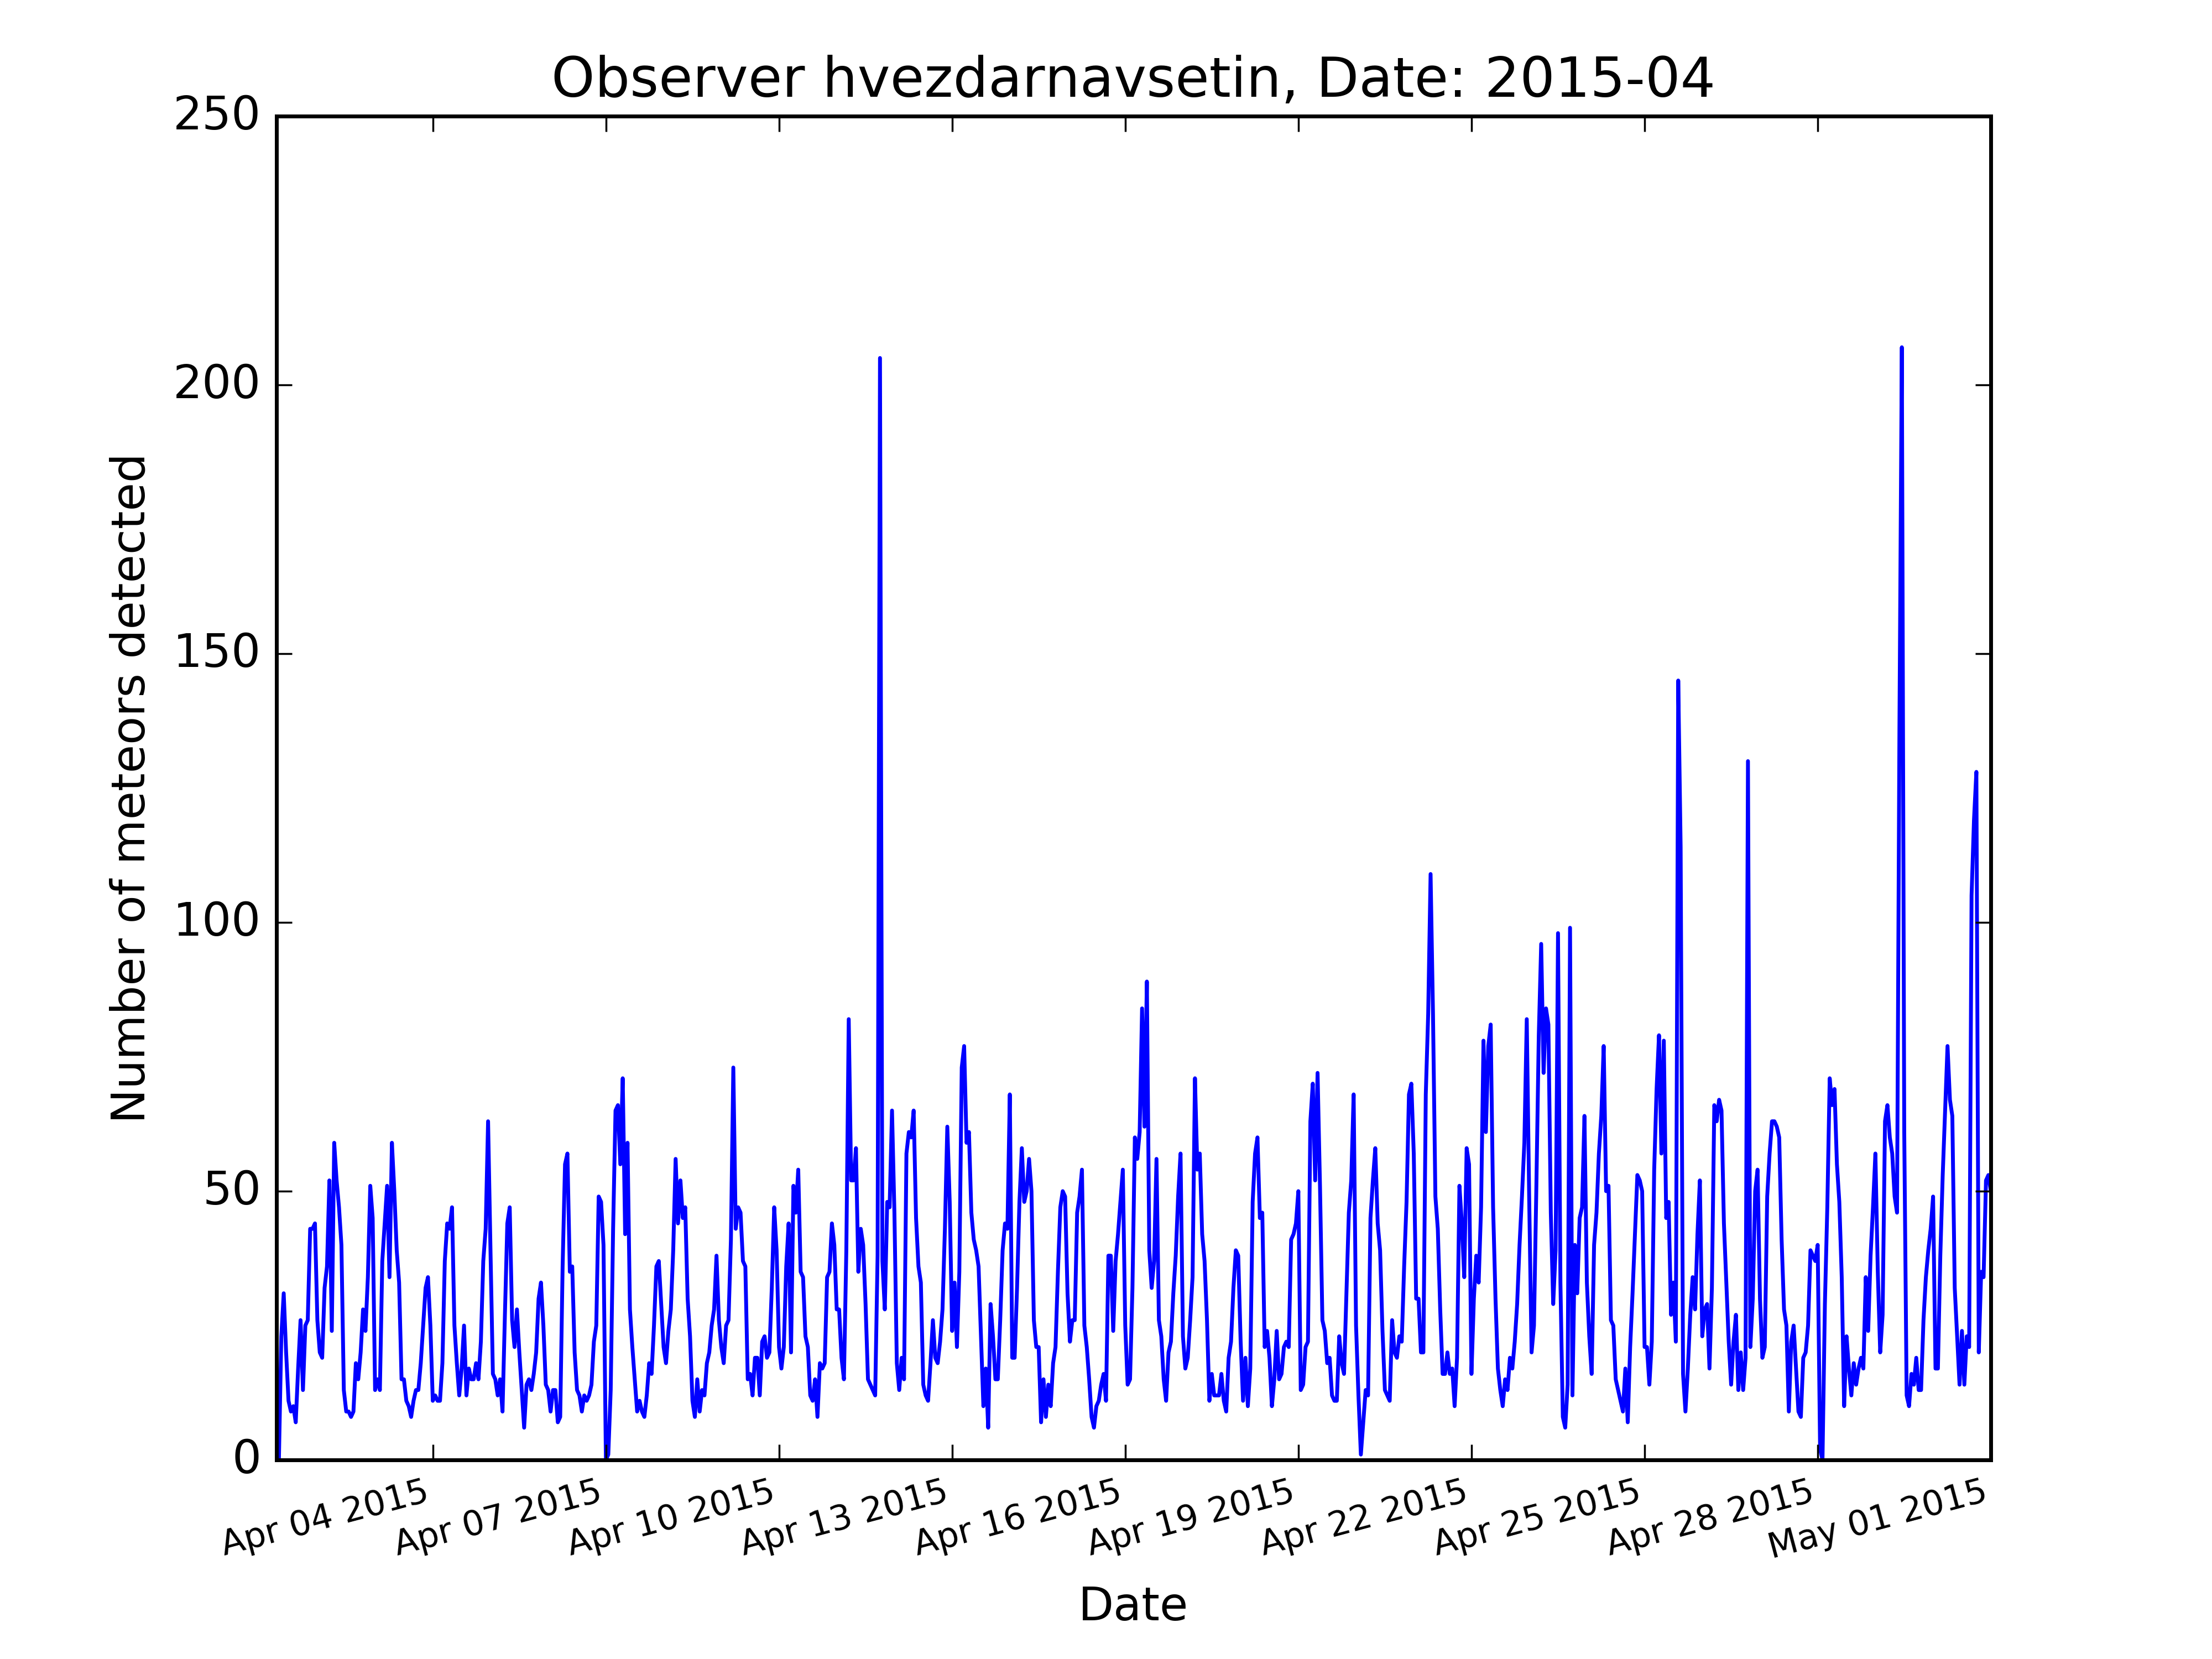 Observer hvezdarnavsetin, Date: 2015-04
250
200
150
100
50
0
Number of meteors detected
Apr 04 2015
Apr 07 2015
Apr 10 2015
Apr 13 2015
Apr 16 2015
Apr 19 2015
Apr 22 2015
Apr 25 2015
Apr 28 2015
May 01 2015
Date